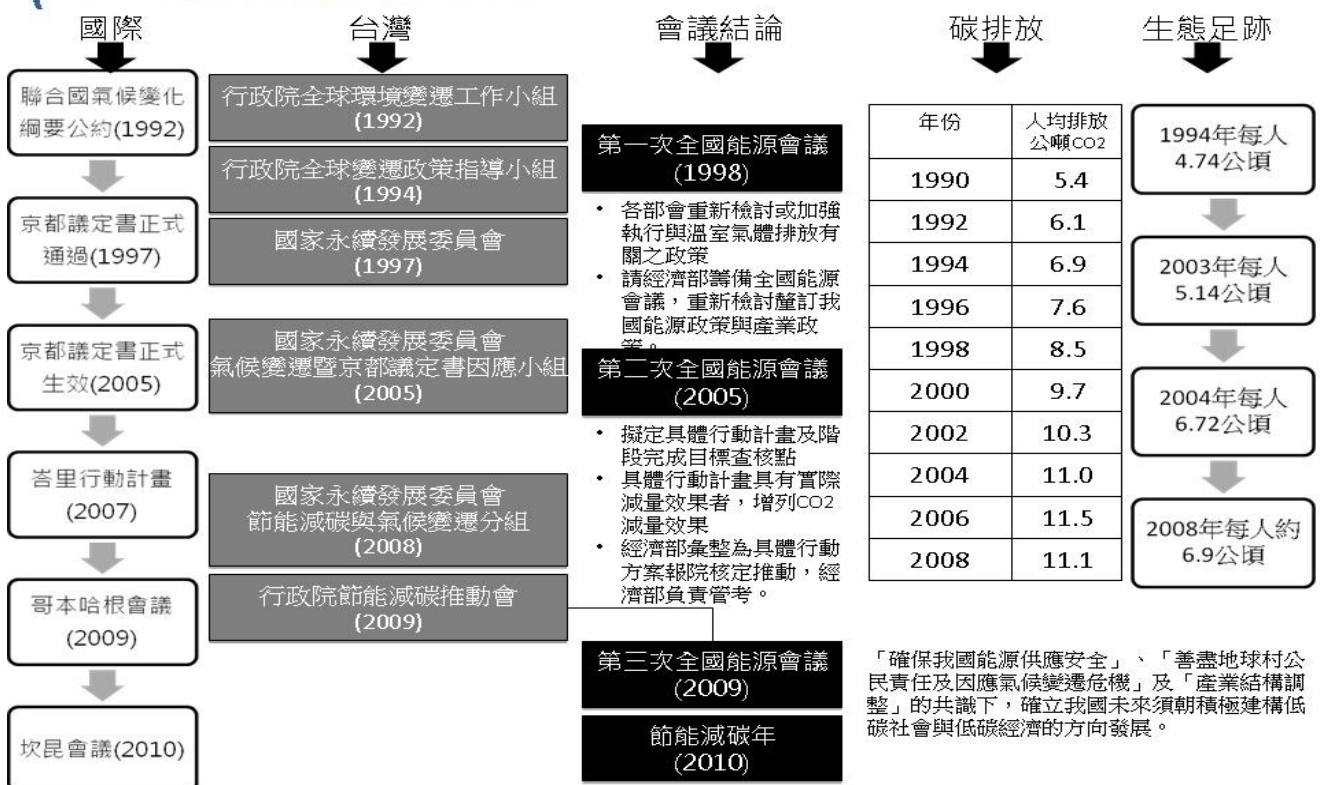 國際
聯合國氣候變化
綱要公約(1992)
京都議定書正式
通過(1997)
京都議定書正式
生效(2005)
峇里行動計畫
(2007)
哥本哈根會議
(2009)
坎昆會議(2010)
台灣
行政院全球環境變遷工作小組
(1992)
行政院全球變遷政策指導小組
(1994)
國家永續發展委員會
(1997)
國家永續發展委員會
氣候變遷暨京都議定書因應小組
(2005)
國家永續發展委員會
節能減碳與氣候變遷分組
(2008)
行政院節能減碳推動會
(2009)
會議結論
第一次全國能源會議
(1998)
• 各部會重新檢討或加強
執行與溫室氣體排放有
關之政策
• 請經濟部籌備全國能源
會議，重新檢討釐訂我
國能源政策與產業政
策。
第二次全國能源會議
(2005)
• 擬定具體行動計畫及階
段完成目標查核點
• 具體行動計畫具有實際
減量效果者，增列CO2
減量效果
• 經濟部彙整為具體行動
方案報院核定推動，經
濟部負責管考。
第三次全國能源會議
(2009)
節能減碳年
(2010)
碳排放
年份 人均排放
公噸CO2
1990 5.4
1992 6.1
1994 6.9
1996 7.6
1998 8.5
2000 9.7
2002 10.3
2004 11.0
2006 11.5
2008 11.1
生態足跡
1994年每人
4.74公頃
2003年每人
5.14公頃
2004年每人
6.72公頃
2008年每人約
6.9公頃
「確保我國能源供應安全」、「善盡地球村公
民責任及因應氣候變遷危機」及「產業結構調
整」的共識下，確立我國未來須朝積極建構低
碳社會與低碳經濟的方向發展。